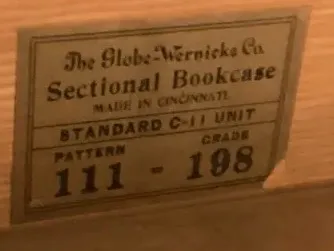 The Globe-Wernicke Co.
Sectional Bookcase
MADE IN CINCINNATI
STANDARD C-11 UNIT
PATTERN GRADE
111 - 198